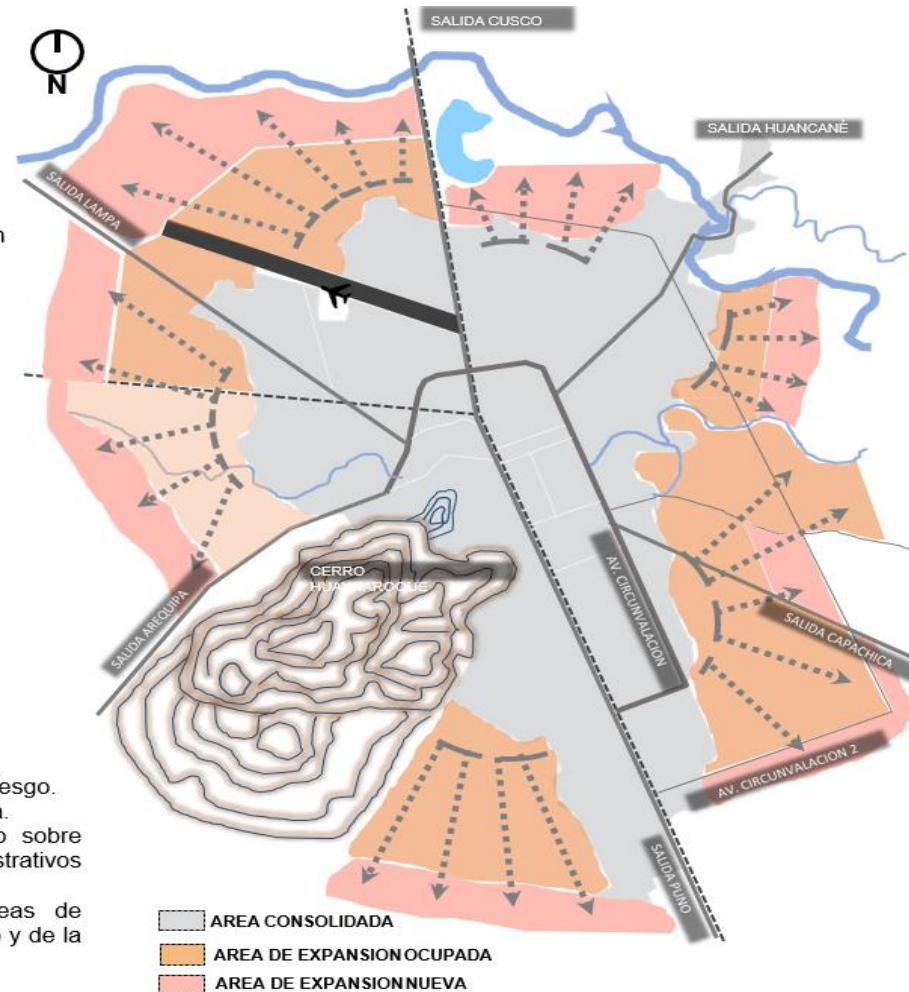 SALIDA CUSCO
N
SALIDA HUANCANÉ
SALIDA LAMPA
n
CERRO
SALIDA AREQUIPA
AV. CIRCUNVALACION
SALIDA CAPACHICA
AV. CIRCUNVALACION 2
SALIDA PUNO
esgo.
a.
o sobre
strativos
eas de
y de la
AREA CONSOLIDADA
AREA DE EXPANSION OCUPADA
AREA DE EXPANSION NUEVA